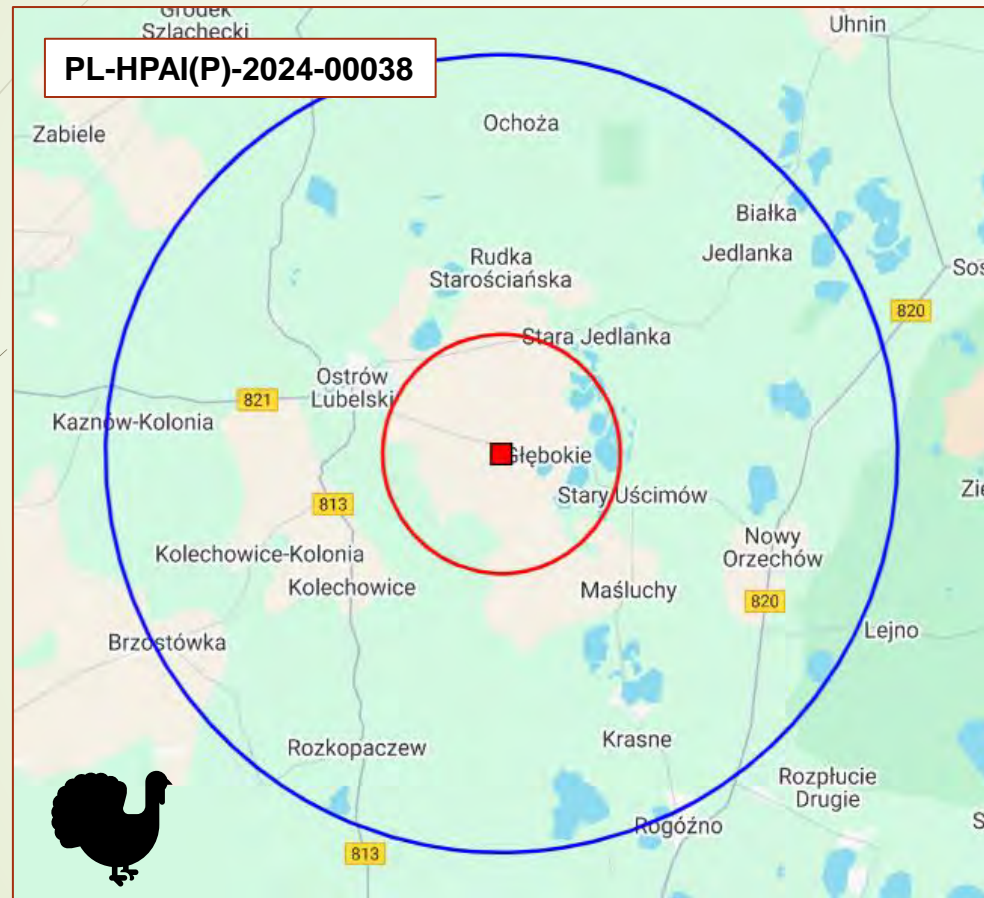 Gródek
Szlachecki
Uhnin
PL-HPAI(P)-2024-00038
Zabiele
Ochoża
Białka
Jedlanka
Rudka
Starościańska
820
Stara Jedlanka
Ostrów
Lubelski
821
Kaznów-Kolonia
Głębokie
Stary Uścimów
813
Nowy
Orzechów
Kolechowice-Kolonia
Kolechowice
Maśluchy
820
Lejno
Brzostówka
Krasne
Rozkopaczew
Rozpłucie
Drugie
Rogóźno
813